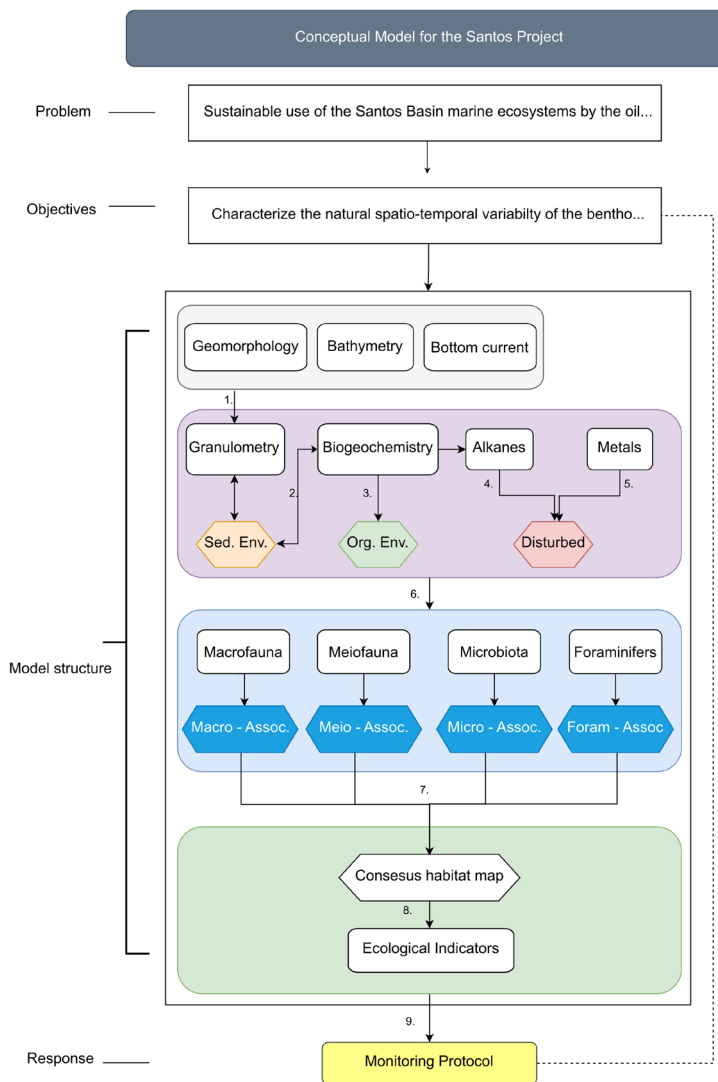 Conceptual Model for the Santos Project
Problem
Sustainable use of the Santos Basin marine ecosystems by the oil...
Objectives
Characterize the natural spatio-temporal variabilty of the bentho...
Geomorphology
Bathymetry
Bottom current
1.
Granulometry
Biogeochemistry
Alkanes
Metals
2.
3.
4.
5.
Sed. Env.
Org. Env.
Disturbed
6.
Macrofauna
Meiofauna
Microbiota
Foraminifers
Model structure
Macro - Assoc.
Meio - Assoc.
Micro - Assoc.
Foram - Assoc
7.
Consesus habitat map
8.
Ecological Indicators
9.
Response
Monitoring Protocol